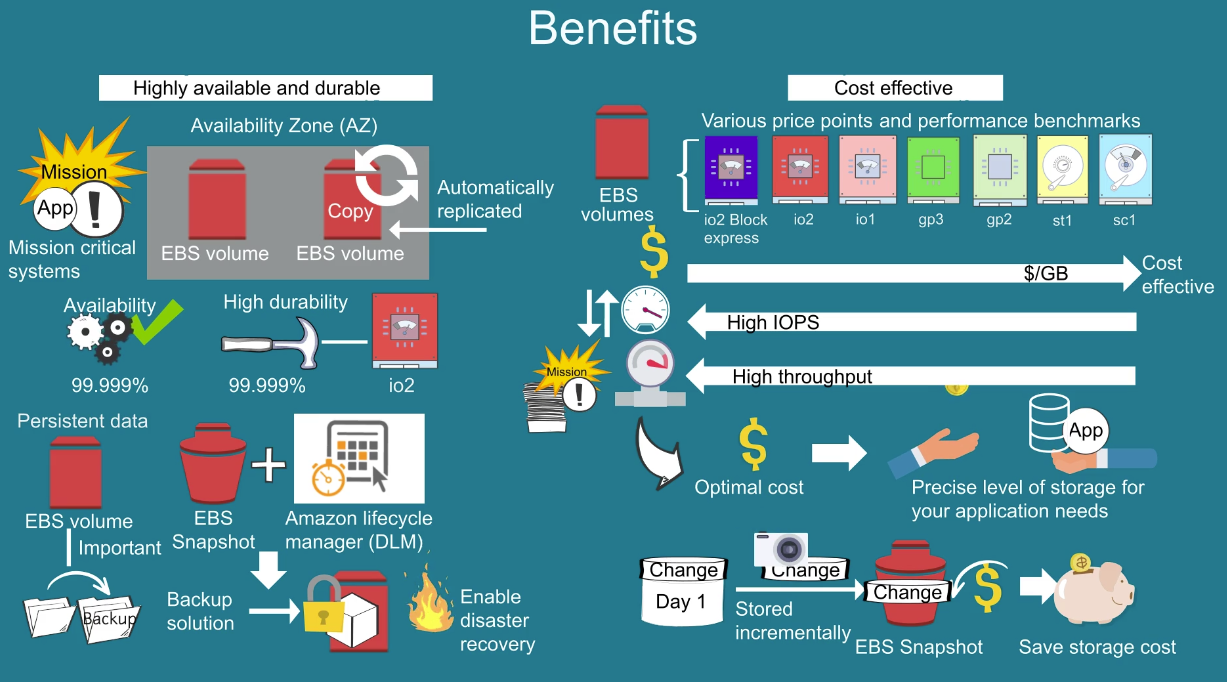 Benefits
Highly available and durable
Availability Zone (AZ)
Mission
App
!
Mission critical
systems
EBS volume
Copy
EBS volume
Automatically
replicated
Availability
99.999%
High durability
99.999%
io2
Persistent data
EBS volume
Important
Backup
EBS
Snapshot
+
Amazon lifecycle
manager (DLM)
Backup
solution
Enable
disaster
recovery
Cost effective
Various price points and performance benchmarks
EBS
volumes
io2 Block
express
io2
io1
gp3
gp2
st1
sc1
$
$/GB
Cost
effective
High IOPS
High throughput
Mission
!
$
Optimal cost
App
Precise level of storage for
your application needs
Change
Day 1
Change
Stored
incrementally
Change
EBS Snapshot
$
Save storage cost